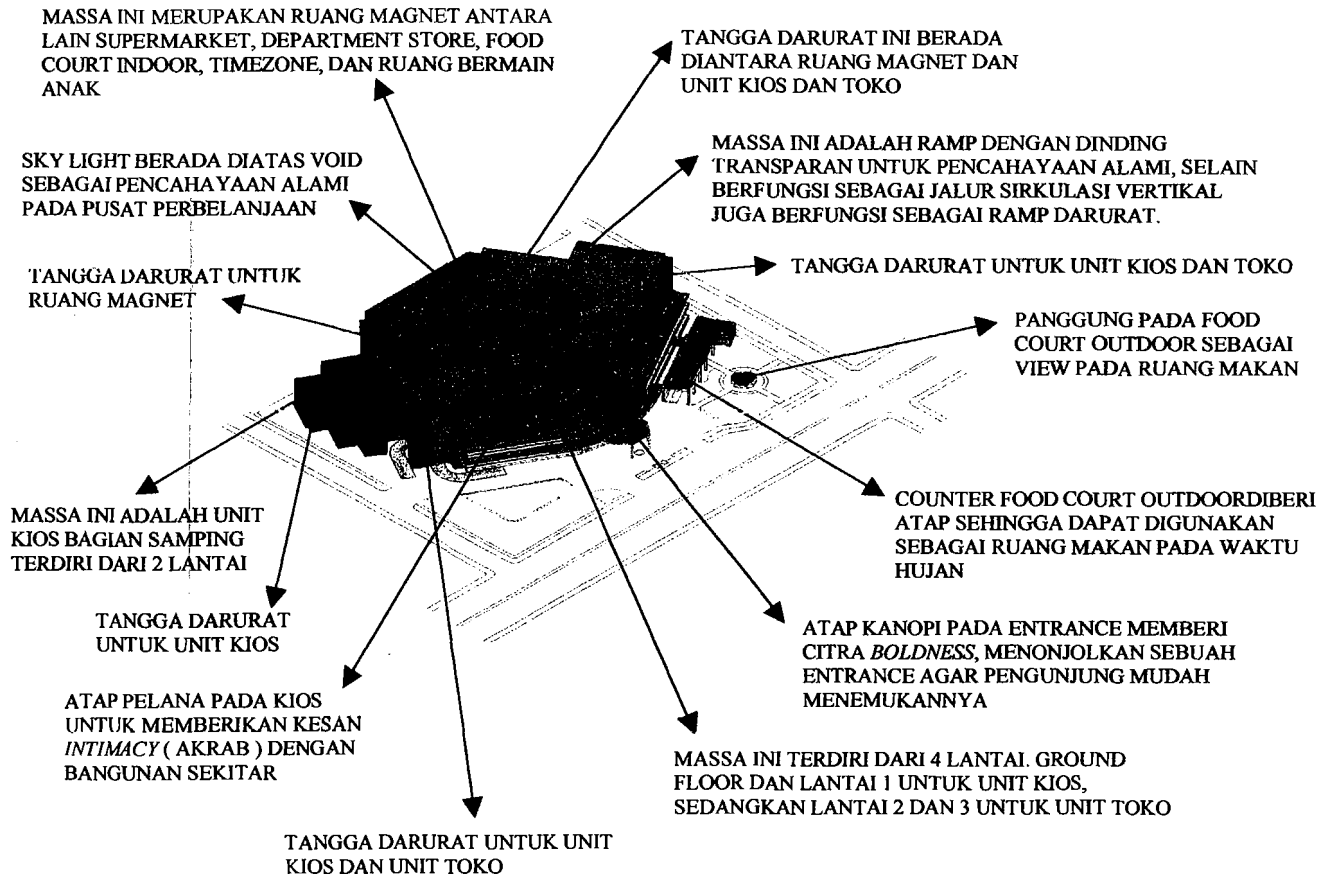 MASSA INI MERUPAKAN RUANG MAGNET ANTARA
LAIN SUPERMARKET, DEPARTMENT STORE, FOOD
COURT INDOOR, TIMEZONE, DAN RUANG BERMAIN
ANAK
TANGGA DARURAT INI BERADA
DIANTARA RUANG MAGNET DAN
UNIT KIOS DAN TOKO
SKY LIGHT BERADA DIATAS VOID
SEBAGAI PENCAHAYAAN ALAMI
PADA PUSAT PERBELANJAAN
MASSA INI ADALAH RAMP DENGAN DINDING
TRANSPARAN UNTUK PENCAHAYAAN ALAMI, SELAIN
BERFUNGSI SEBAGAI JALUR SIRKULASI VERTIKAL
JUGA BERFUNGSI SEBAGAI RAMP DARURAT.
TANGGA DARURAT UNTUK
RUANG MAGNET
TANGGA DARURAT UNTUK UNIT KIOS DAN TOKO
PANGGUNG PADA FOOD
COURT OUTDOOR SEBAGAI
VIEW PADA RUANG MAKAN
MASSA INI ADALAH UNIT
KIOS BAGIAN SAMPING
TERDIRI DARI 2 LANTAI
COUNTER FOOD COURT OUTDOORDIBERI
ATAP SEHINGGA DAPAT DIGUNAKAN
SEBAGAI RUANG MAKAN PADA WAKTU
HUJAN
TANGGA DARURAT
UNTUK UNIT KIOS
ATAP KANOPI PADA ENTRANCE MEMBERI
CITRA BOLDNESS, MENONJOLKAN SEBUAH
ENTRANCE AGAR PENGUNJUNG MUDAH
MENEMUKANNYA
ATAP PELANA PADA KIOS
UNTUK MEMBERIKAN KESAN
INTIMACY ( AKRAB ) DENGAN
BANGUNAN SEKITAR
MASSA INI TERDIRI DARI 4 LANTAI. GROUND
FLOOR DAN LANTAI 1 UNTUK UNIT KIOS,
SEDANGKAN LANTAI 2 DAN 3 UNTUK UNIT TOKO
TANGGA DARURAT UNTUK UNIT
KIOS DAN UNIT TOKO